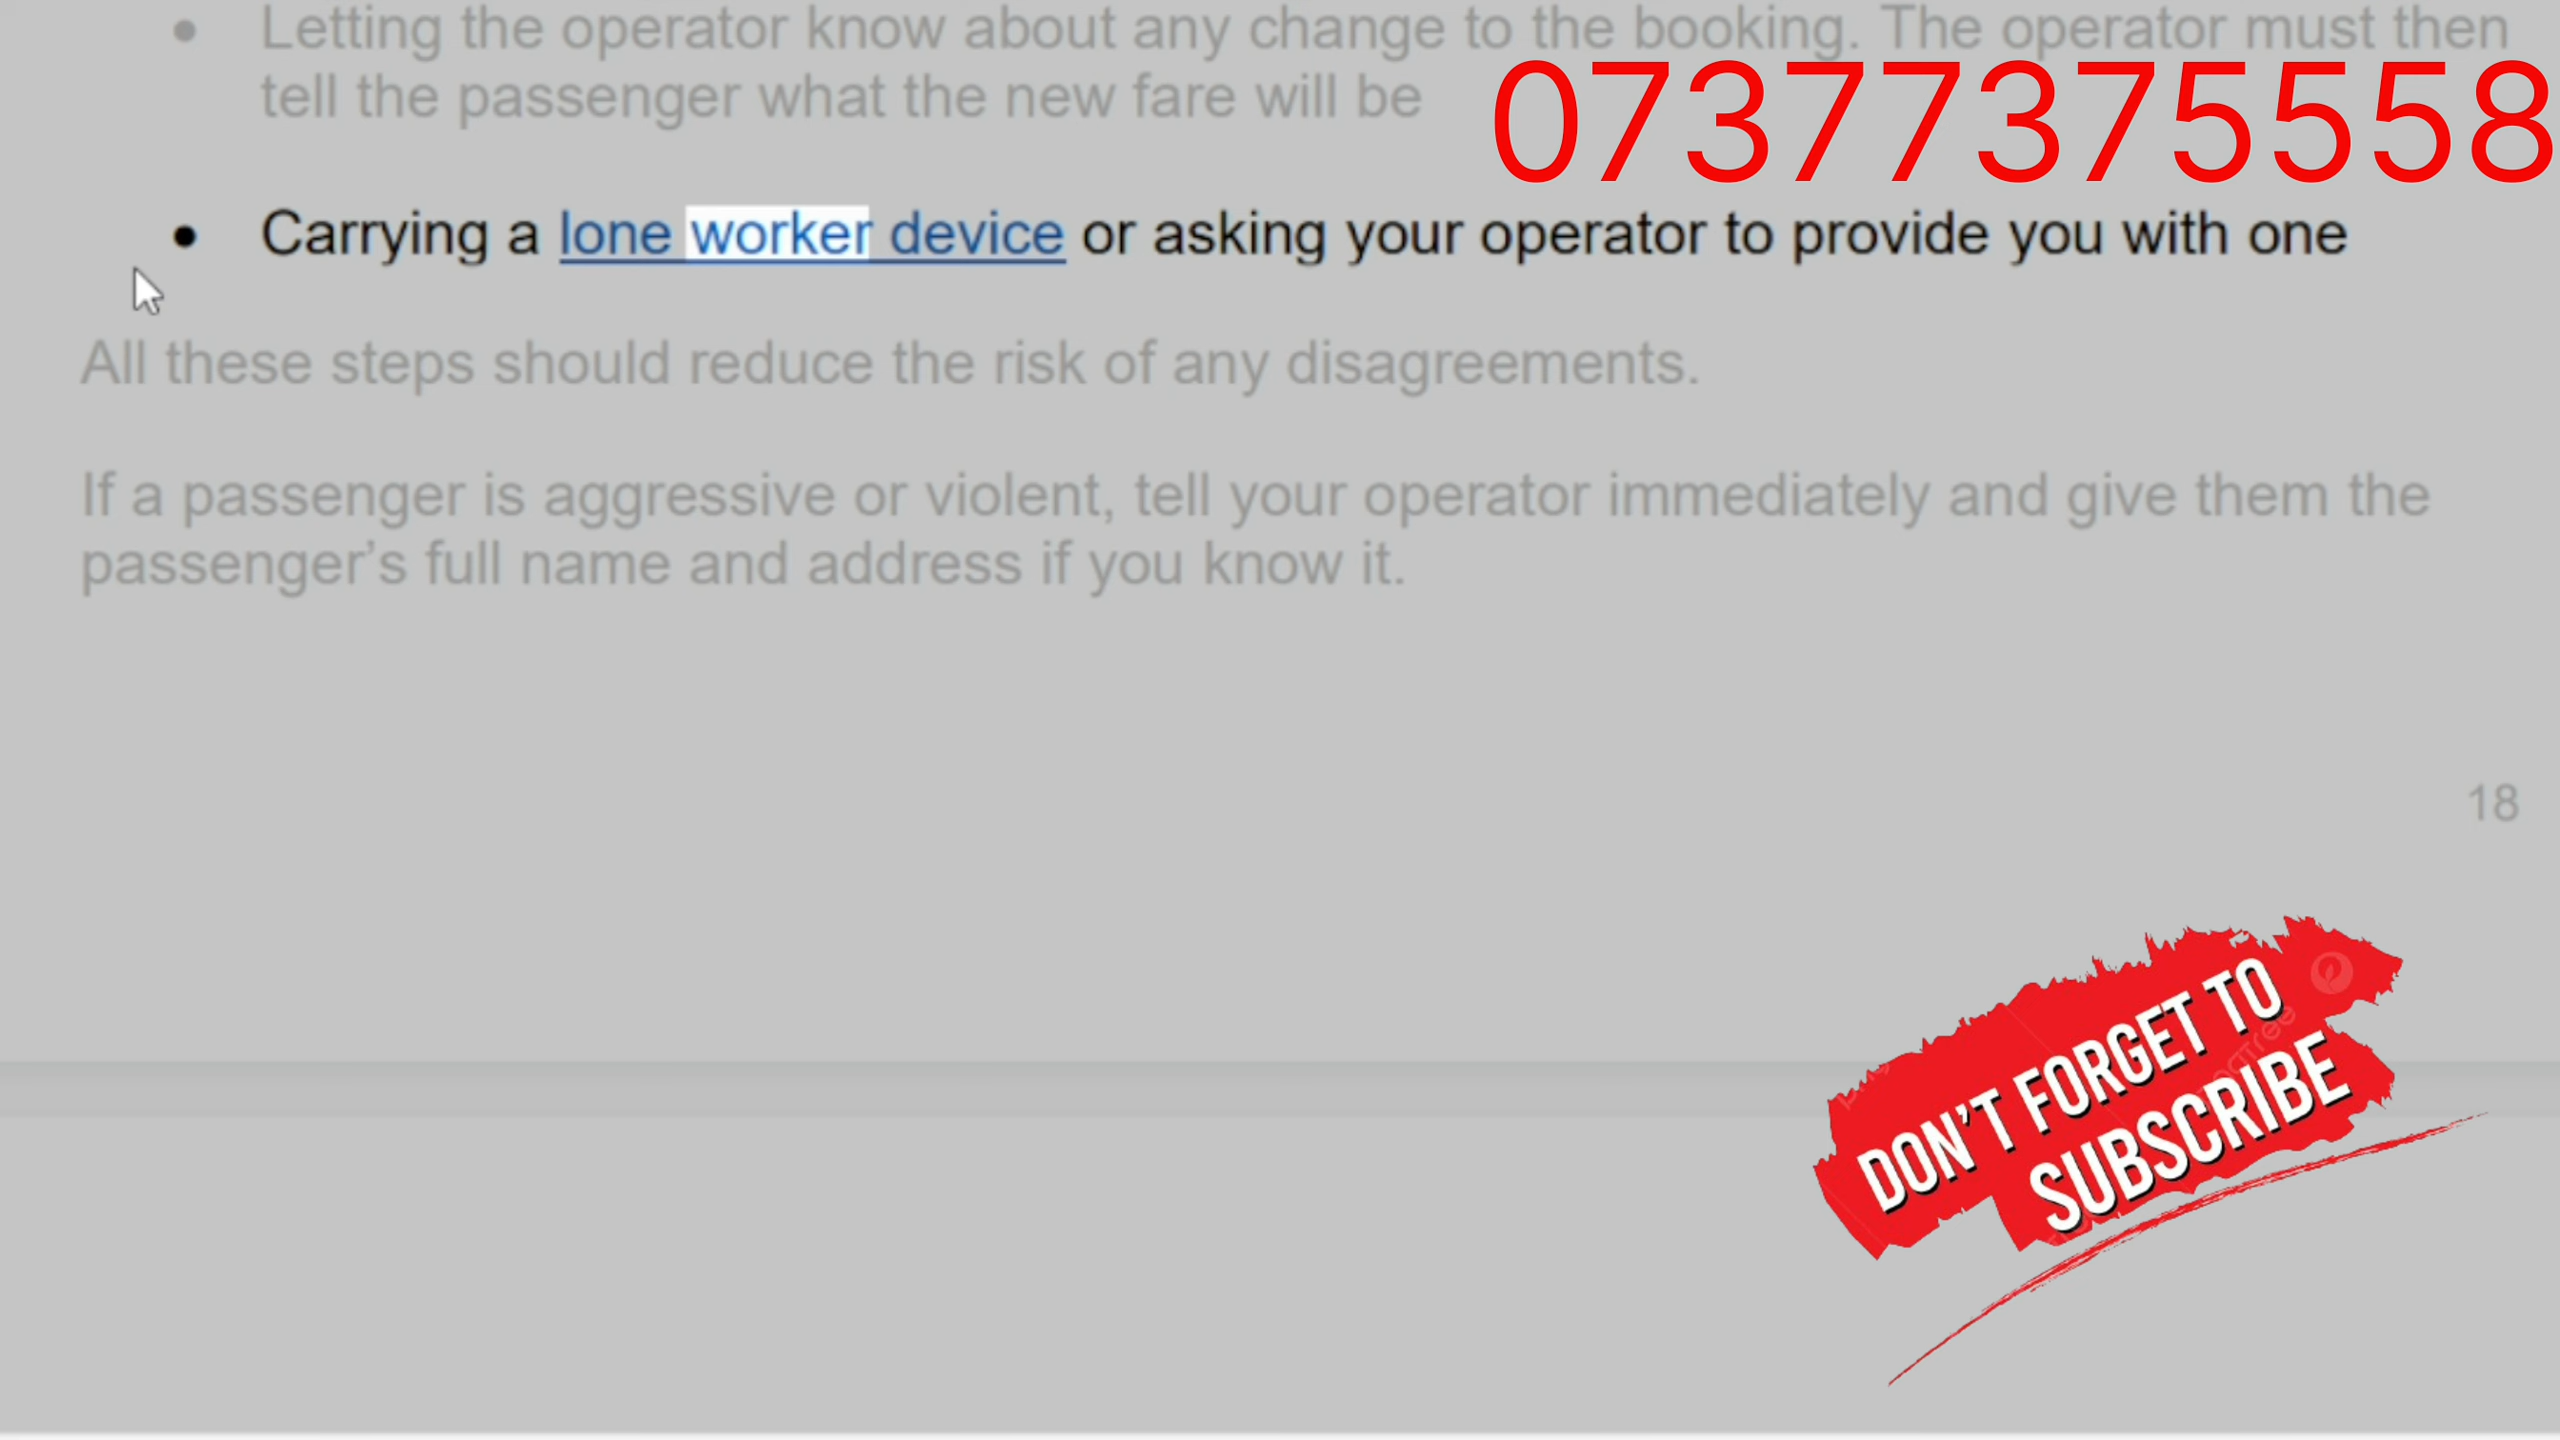 • Letting the operator know about any change to the booking. The operator must then
tell the passenger what the new fare will be
07377375558
• Carrying a lone worker device or asking your operator to provide you with one
All these steps should reduce the risk of any disagreements.
If a passenger is aggressive or violent, tell your operator immediately and give them the
passenger’s full name and address if you know it.
18
DON'T FORGET TO
SUBSCRIBE